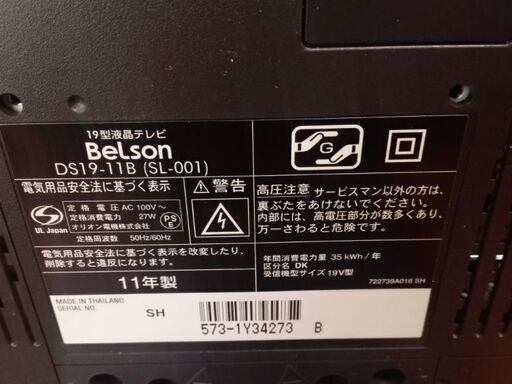 19型液晶テレビ
Belson
DS19-11B (SL-001)
電気用品安全法に基づく表示
UL Japan
定格電圧 AC 100V~
定格消費電力 27W
オリオン電機株式会社
定格周波数 50Hz/60Hz
PSE
電気用品安全法に基づく表示を改変したり、
削除すると違反になります。
11年製
警告
G
高圧注意 サービスマン以外の方は、
裏ぶたをあけないでください。
内部には、高電圧部分が数多くあり、
万一さわると危険です。
年間消費電力量 35 kWh/年
区分名 DK
受信機型サイズ 19V型
722739A016 SH
MADE IN THAILAND
SERIAL NO.
SH
573-1Y34273 B